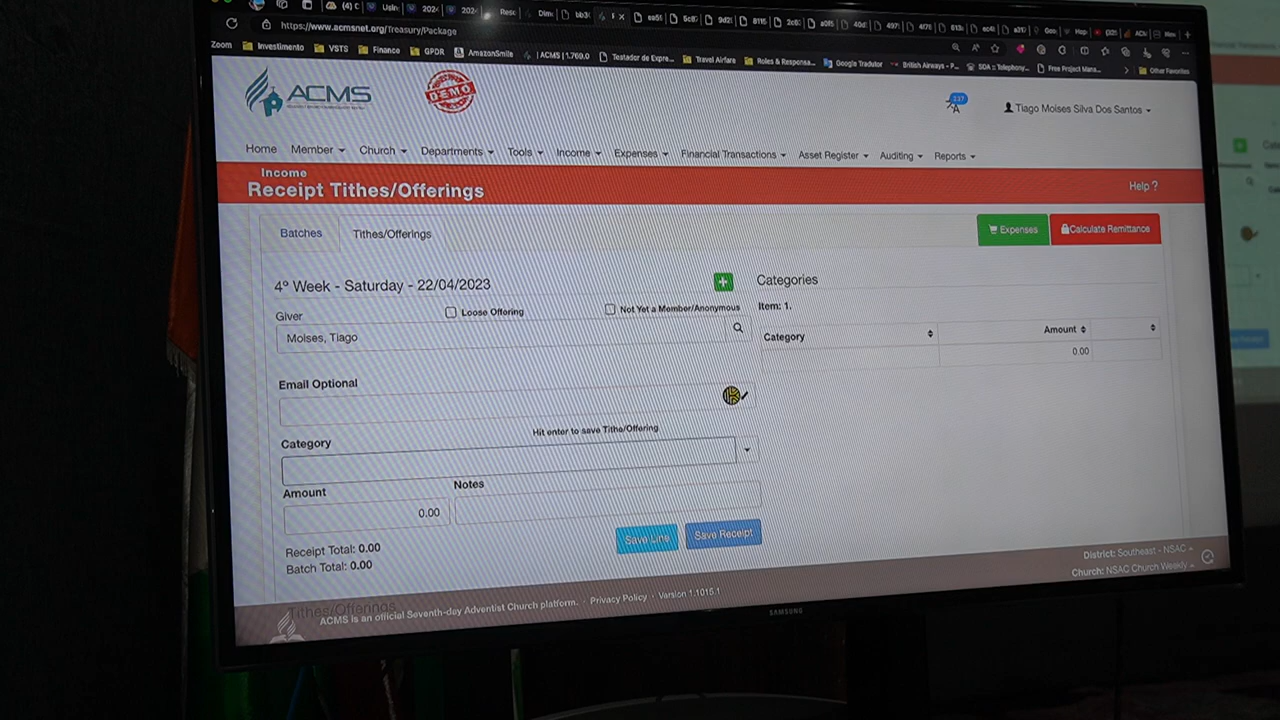 https://www.acmsnet.org/Treasury/Package
Zoom Investimento VSTS Finance GPDR AmazonSmile | ACMS | 1.769.0 Testador de Expre... Travel Airfare Roles & Responsa... Google Tradutor British Airways - P... SDA :: Telephony... Free Project Mana... Other Favorites
ACMS
DEMO
237
Tiago Moises Silva Dos Santos
Home Member Church Departments Tools Income Expenses Financial Transactions Asset Register Auditing Reports
Income
Receipt Tithes/Offerings
Help ?
Batches Tithes/Offerings
Expenses Calculate Remittance
4º Week - Saturday - 22/04/2023
Giver
Loose Offering
Not Yet a Member/Anonymous
Moises, Tiago
Email Optional
Hit enter to save Tithe/Offering
Category
Amount Notes
0.00
Save Line Save Receipt
Receipt Total: 0.00
Batch Total: 0.00
Categories
Item: 1.
Category Amount
0.00
Tithes/Offerings
ACMS is an official Seventh-day Adventist Church platform. · Privacy Policy · Version 1.1015.1
District: Southeast - NSAC
Church: NSAC Church Weekly
SAMSUNG